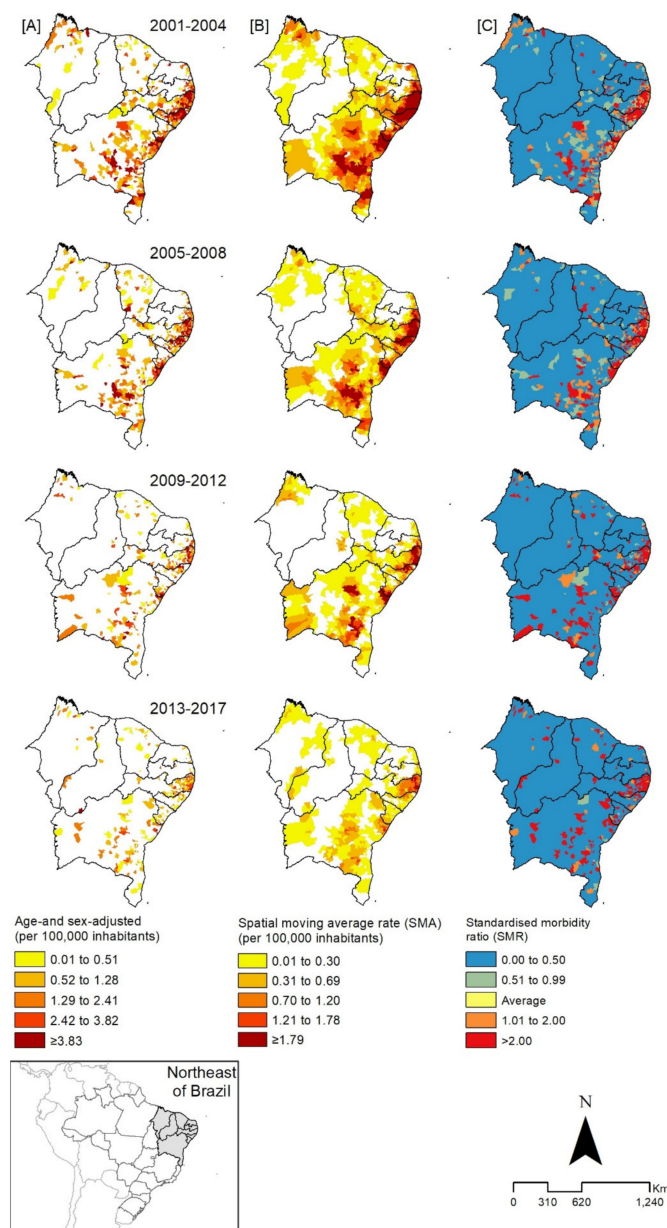 [A]
2001-2004
[B]
[C]
2005-2008
2009-2012
2013-2017
Age-and sex-adjusted
(per 100,000 inhabitants)
0.01 to 0.51
0.52 to 1.28
1.29 to 2.41
2.42 to 3.82
≥3.83
Spatial moving average rate (SMA)
(per 100,000 inhabitants)
0.01 to 0.30
0.31 to 0.69
0.70 to 1.20
1.21 to 1.78
≥1.79
Standardised morbidity
ratio (SMR)
0.00 to 0.50
0.51 to 0.99
Average
1.01 to 2.00
>2.00
Northeast
of Brazil
N
Km
0 310 620 1,240